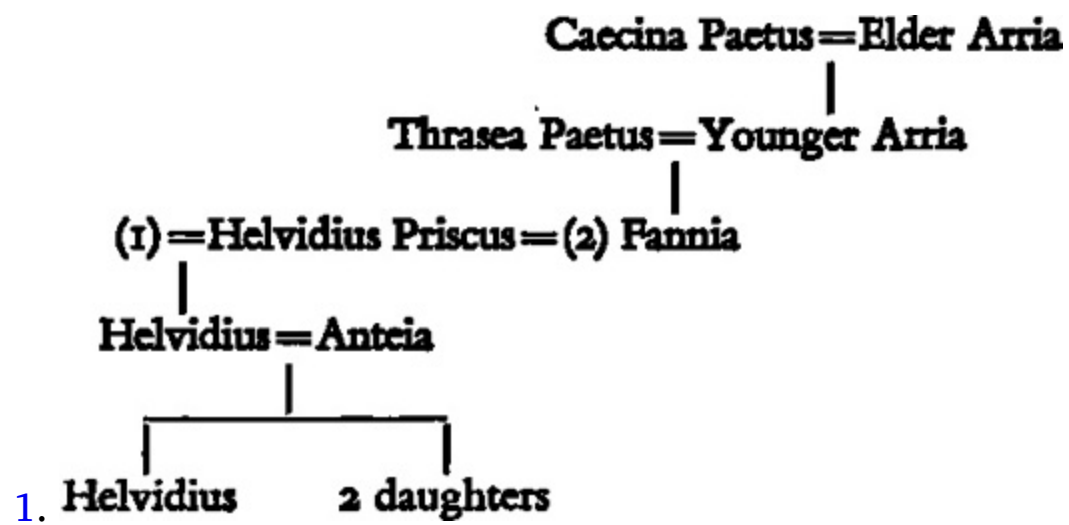 Caecina Paetus=Elder Arria
Thrasea Paetus=Younger Arria
(1)=Helvidius Priscus=(2) Fannia
Helvidius=Anteia
1. Helvidius 2 daughters